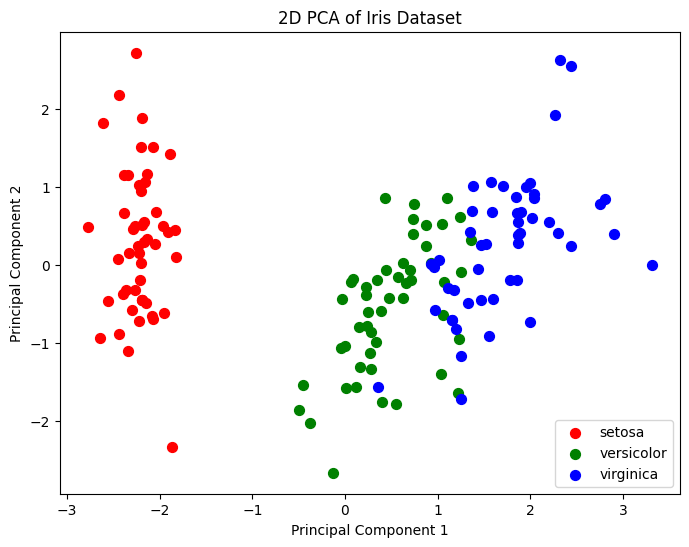 2D PCA of Iris Dataset
Principal Component 2
2
1
0
−1
−2
setosa
versicolor
virginica
−3
−2
−1
0
1
2
3
Principal Component 1